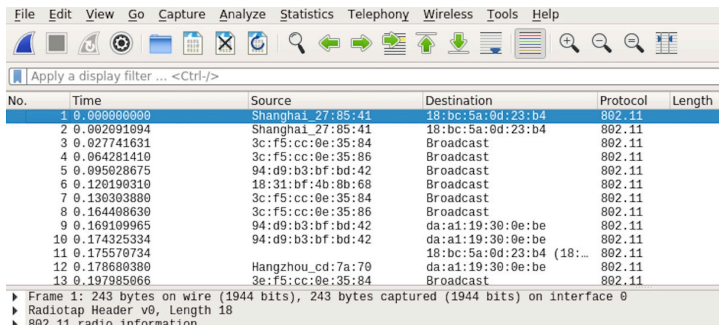 File Edit View Go Capture Analyze Statistics Telephony Wireless Tools Help
Apply a display filter ... <Ctrl-/>
No. Time Source Destination Protocol Length
1 0.000000000 Shanghai_27:85:41 18:bc:5a:0d:23:b4 802.11
2 0.002091094 Shanghai_27:85:41 18:bc:5a:0d:23:b4 802.11
3 0.027741631 3c:f5:cc:0e:35:84 Broadcast 802.11
4 0.064281410 3c:f5:cc:0e:35:86 Broadcast 802.11
5 0.095028675 94:d9:b3:bf:bd:42 Broadcast 802.11
6 0.120190310 18:31:bf:4b:8b:68 Broadcast 802.11
7 0.130303880 3c:f5:cc:0e:35:84 Broadcast 802.11
8 0.164408630 3c:f5:cc:0e:35:86 Broadcast 802.11
9 0.169109965 94:d9:b3:bf:bd:42 da:a1:19:30:0e:be 802.11
10 0.174325334 94:d9:b3:bf:bd:42 da:a1:19:30:0e:be 802.11
11 0.175570734 18:bc:5a:0d:23:b4 (18:… 802.11
12 0.178680380 Hangzhou_cd:7a:70 da:a1:19:30:0e:be 802.11
13 0.197985066 3e:f5:cc:0e:35:84 Broadcast 802.11
Frame 1: 243 bytes on wire (1944 bits), 243 bytes captured (1944 bits) on interface 0
Radiotap Header v0, Length 18
802.11 radio information